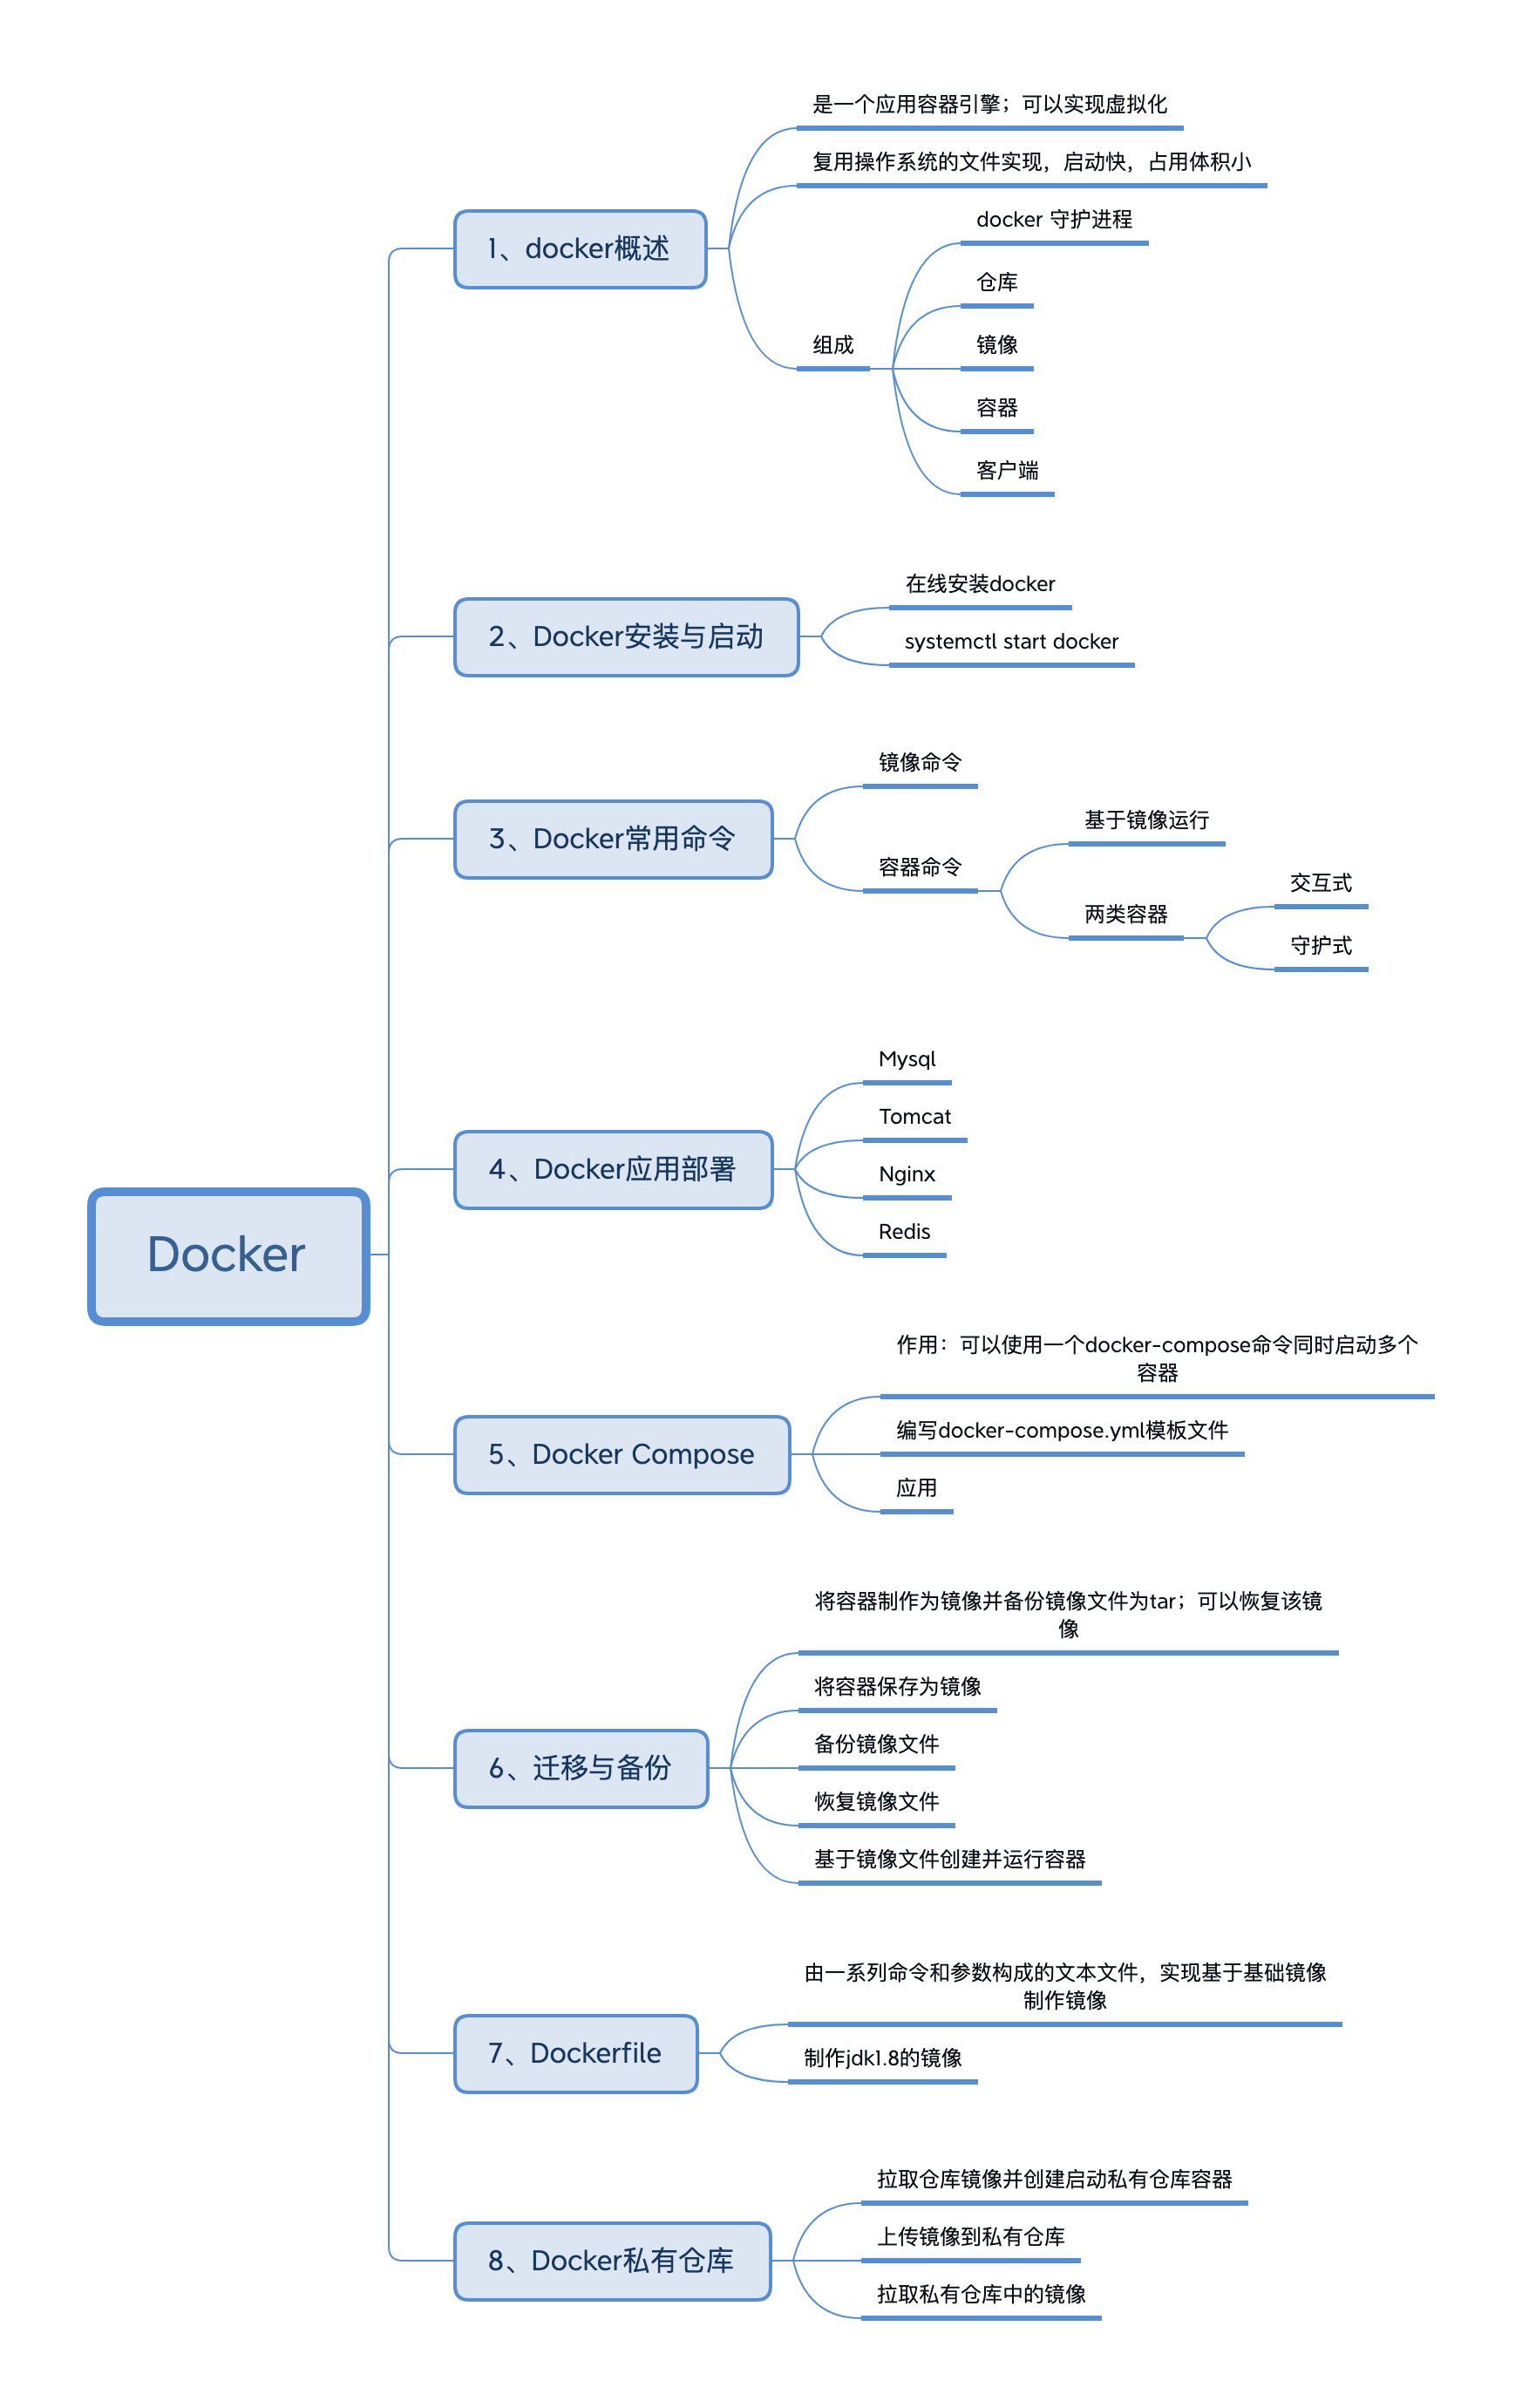 Docker
1、docker概述
是一个应用容器引擎；可以实现虚拟化
复用操作系统的文件实现，启动快，占用体积小
组成
docker 守护进程
仓库
镜像
容器
客户端
2、Docker安装与启动
在线安装docker
systemctl start docker
3、Docker常用命令
镜像命令
容器命令
基于镜像运行
两类容器
交互式
守护式
4、Docker应用部署
Mysql
Tomcat
Nginx
Redis
5、Docker Compose
作用：可以使用一个docker-compose命令同时启动多个
容器
编写docker-compose.yml模板文件
应用
6、迁移与备份
将容器制作为镜像并备份镜像文件为tar；可以恢复该镜
像
将容器保存为镜像
备份镜像文件
恢复镜像文件
基于镜像文件创建并运行容器
7、Dockerfile
由一系列命令和参数构成的文本文件，实现基于基础镜像
制作镜像
制作jdk1.8的镜像
8、Docker私有仓库
拉取仓库镜像并创建启动私有仓库容器
上传镜像到私有仓库
拉取私有仓库中的镜像